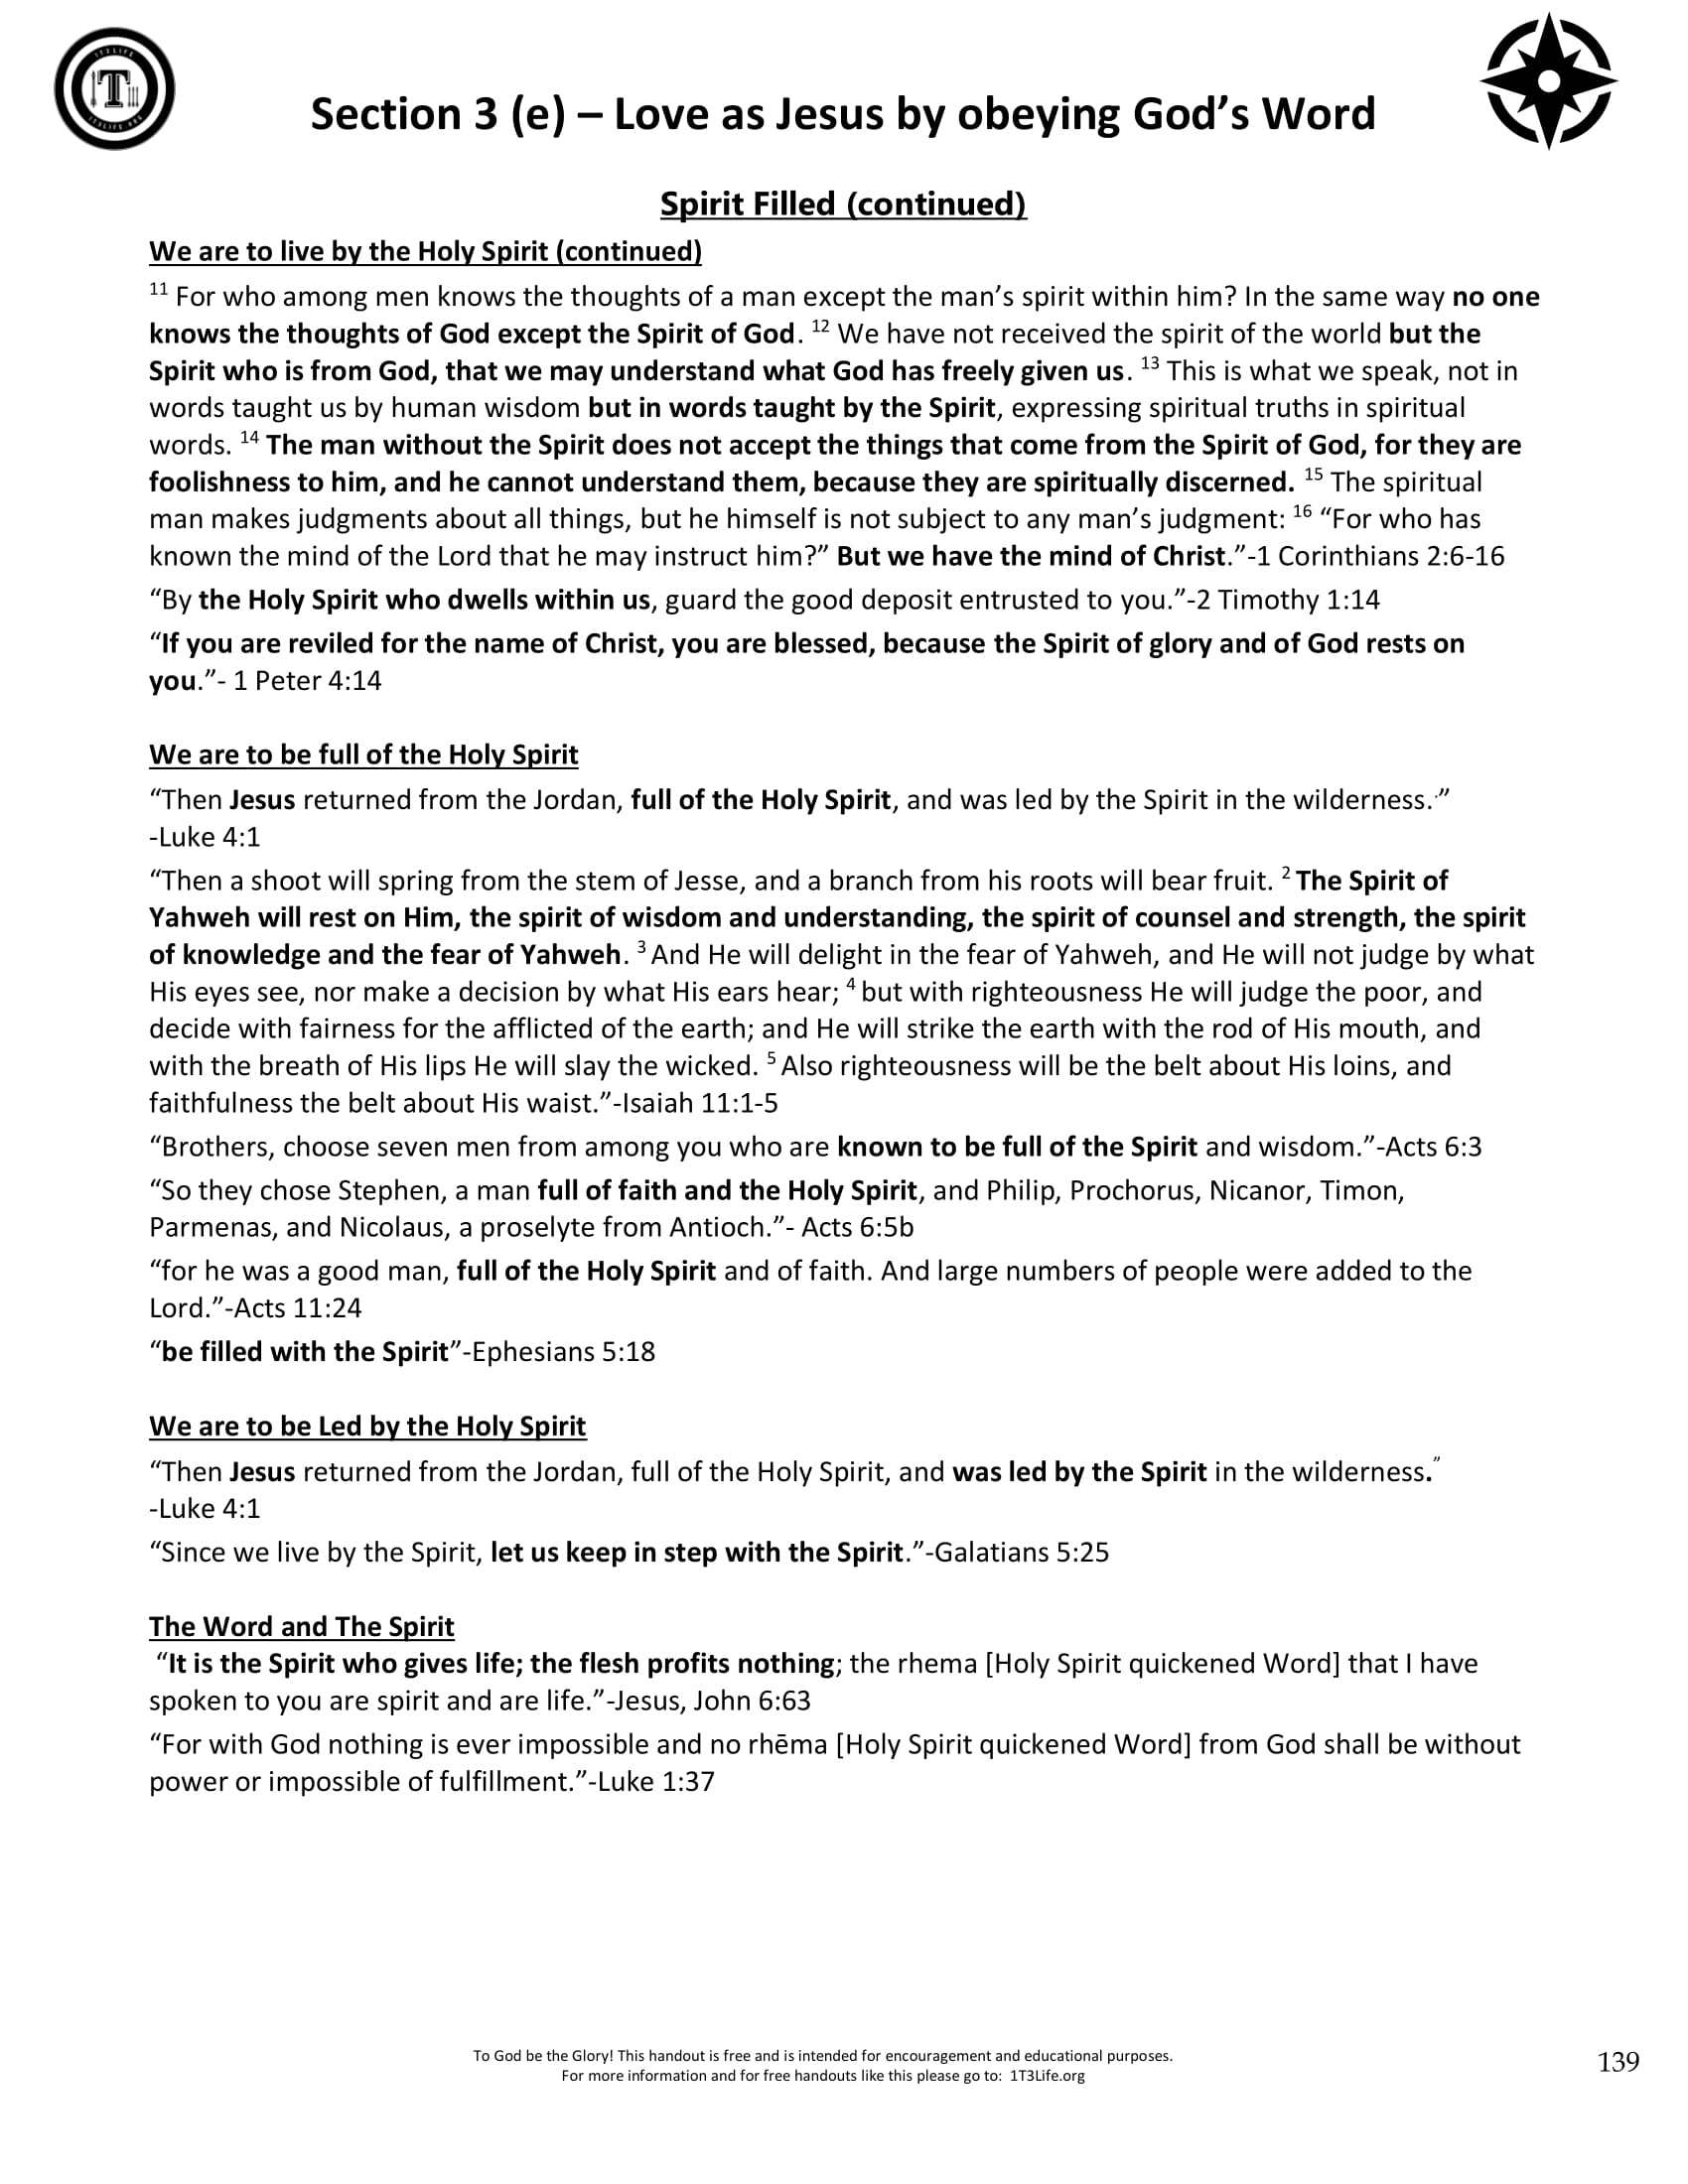 1T3LIFE
T
1T3LIFE.ORG
Section 3 (e) – Love as Jesus by obeying God’s Word
Spirit Filled (continued)
We are to live by the Holy Spirit (continued)
11 For who among men knows the thoughts of a man except the man’s spirit within him? In the same way no one
knows the thoughts of God except the Spirit of God. 12 We have not received the spirit of the world but the
Spirit who is from God, that we may understand what God has freely given us. 13 This is what we speak, not in
words taught us by human wisdom but in words taught by the Spirit, expressing spiritual truths in spiritual
words. 14 The man without the Spirit does not accept the things that come from the Spirit of God, for they are
foolishness to him, and he cannot understand them, because they are spiritually discerned. 15 The spiritual
man makes judgments about all things, but he himself is not subject to any man’s judgment: 16 “For who has
known the mind of the Lord that he may instruct him?” But we have the mind of Christ.”-1 Corinthians 2:6-16
“By the Holy Spirit who dwells within us, guard the good deposit entrusted to you.”-2 Timothy 1:14
“If you are reviled for the name of Christ, you are blessed, because the Spirit of glory and of God rests on
you.”- 1 Peter 4:14
We are to be full of the Holy Spirit
“Then Jesus returned from the Jordan, full of the Holy Spirit, and was led by the Spirit in the wilderness.·”
-Luke 4:1
“Then a shoot will spring from the stem of Jesse, and a branch from his roots will bear fruit. 2 The Spirit of
Yahweh will rest on Him, the spirit of wisdom and understanding, the spirit of counsel and strength, the spirit
of knowledge and the fear of Yahweh. 3 And He will delight in the fear of Yahweh, and He will not judge by what
His eyes see, nor make a decision by what His ears hear; 4 but with righteousness He will judge the poor, and
decide with fairness for the afflicted of the earth; and He will strike the earth with the rod of His mouth, and
with the breath of His lips He will slay the wicked. 5 Also righteousness will be the belt about His loins, and
faithfulness the belt about His waist.”-Isaiah 11:1-5
“Brothers, choose seven men from among you who are known to be full of the Spirit and wisdom.”-Acts 6:3
“So they chose Stephen, a man full of faith and the Holy Spirit, and Philip, Prochorus, Nicanor, Timon,
Parmenas, and Nicolaus, a proselyte from Antioch.”- Acts 6:5b
“for he was a good man, full of the Holy Spirit and of faith. And large numbers of people were added to the
Lord.”-Acts 11:24
“be filled with the Spirit”-Ephesians 5:18
We are to be Led by the Holy Spirit
“Then Jesus returned from the Jordan, full of the Holy Spirit, and was led by the Spirit in the wilderness.”
-Luke 4:1
“Since we live by the Spirit, let us keep in step with the Spirit.”-Galatians 5:25
The Word and The Spirit
“It is the Spirit who gives life; the flesh profits nothing; the rhema [Holy Spirit quickened Word] that I have
spoken to you are spirit and are life.”-Jesus, John 6:63
“For with God nothing is ever impossible and no rhēma [Holy Spirit quickened Word] from God shall be without
power or impossible of fulfillment.”-Luke 1:37
To God be the Glory! This handout is free and is intended for encouragement and educational purposes.
For more information and for free handouts like this please go to: 1T3Life.org
139